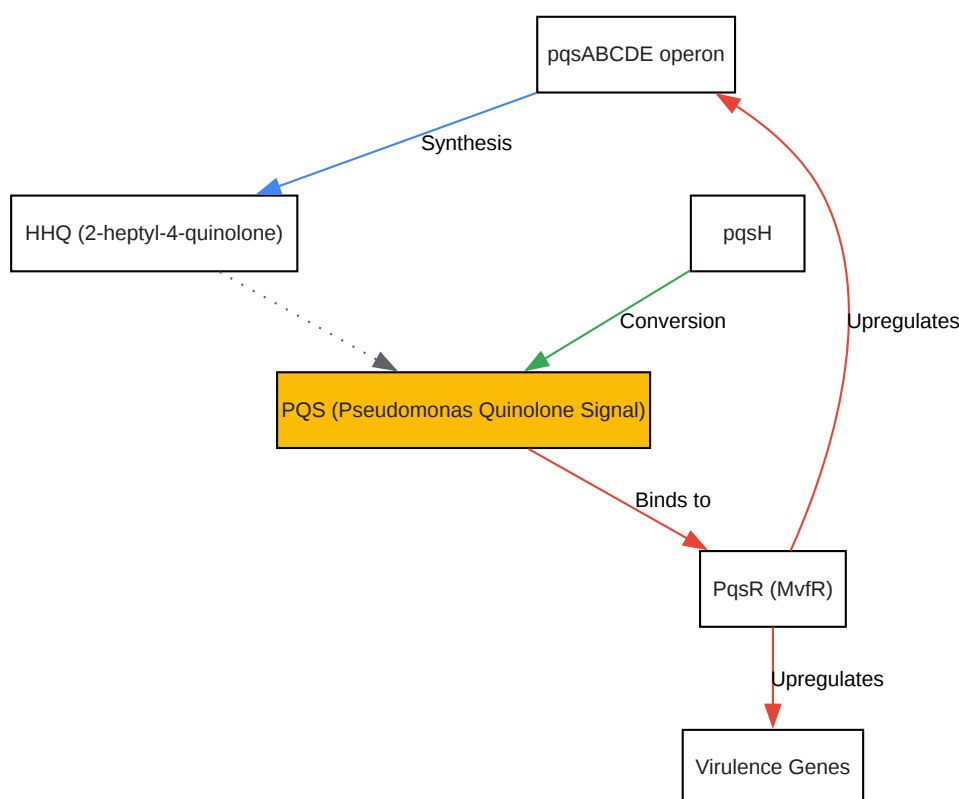 pqsABCDE operon
Synthesis
HHQ (2-heptyl-4-quinolone)
pqsH
Conversion
Upregulates
PQS (Pseudomonas Quinolone Signal)
Binds to
PqsR (MvfR)
Upregulates
Virulence Genes